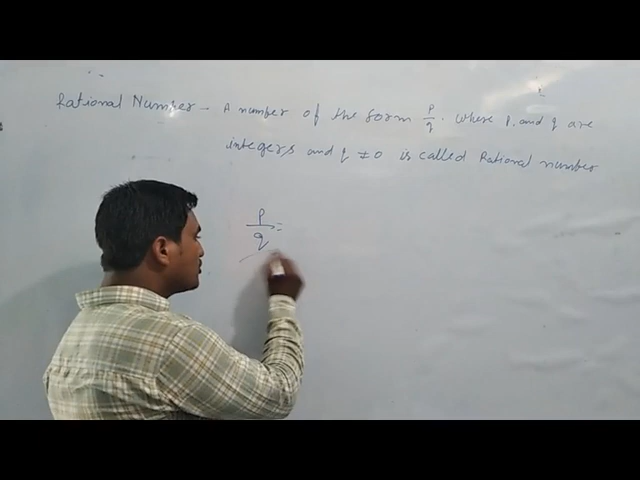 Rational Number - A number of the form P/q. where P, and q are
integers and q ≠ 0 is called Rational number
P/q =